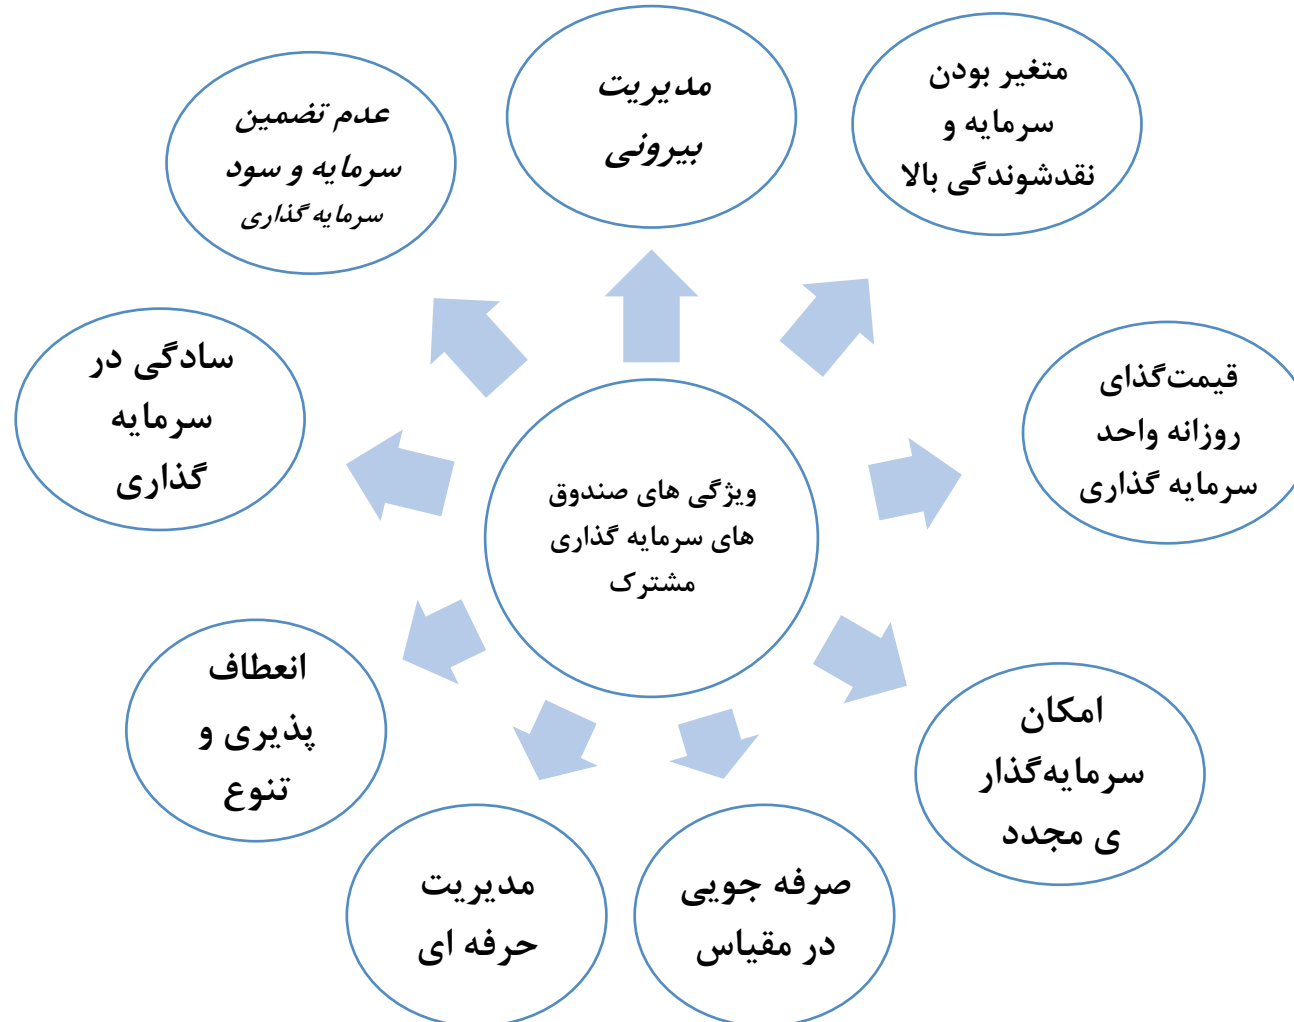 ویژگی های صندوق
های سرمایه گذاری
مشترک
مدیریت
بیرونی
متغیر بودن
سرمایه و
نقدشوندگی بالا
قیمت‌گذای
روزانه واحد
سرمایه گذاری
امکان
سرمایه‌گذار
ی مجدد
صرفه جویی
در مقیاس
مدیریت
حرفه ای
انعطاف
پذیری و
تنوع
سادگی در
سرمایه
گذاری
عدم تضمین
سرمایه و سود
سرمایه گذاری